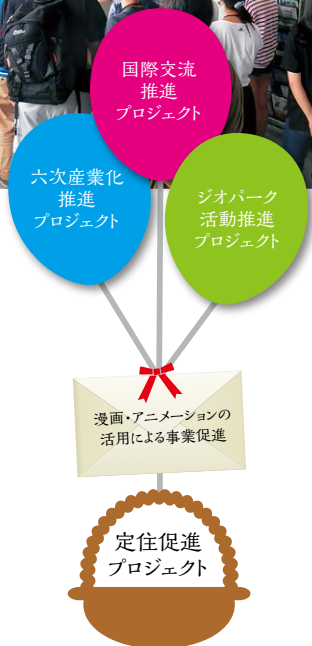 国際交流
推進
プロジェクト
六次産業化
推進
プロジェクト
ジオパーク
活動推進
プロジェクト
漫画・アニメーションの
活用による事業促進
定住促進
プロジェクト